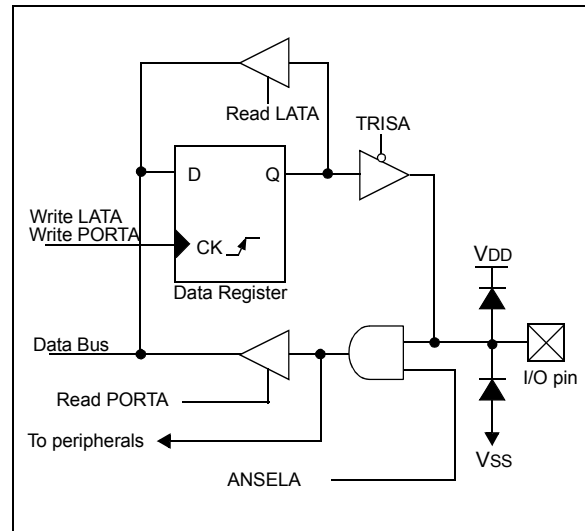 Read LATA
TRISA
D
Q
Write LATA
Write PORTA
CK
VDD
Data Register
Data Bus
I/O pin
Read PORTA
To peripherals
VSS
ANSELA